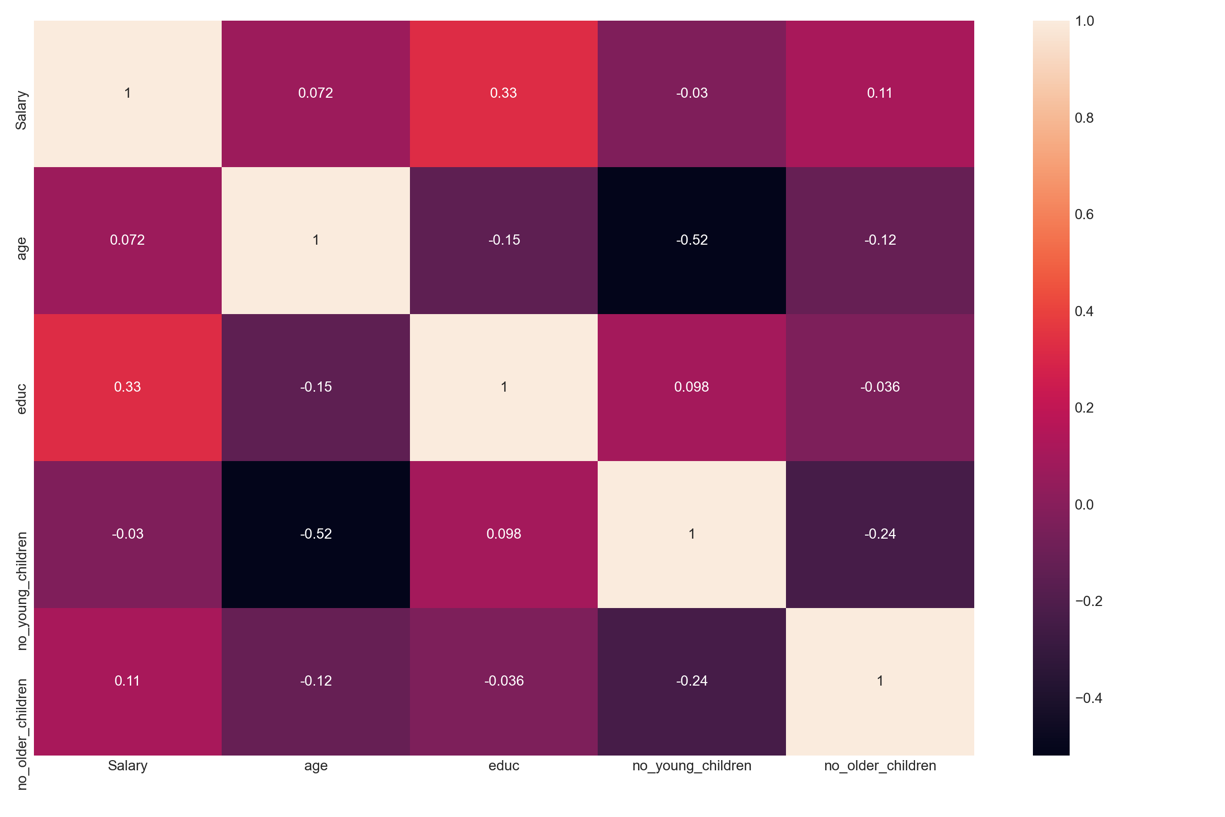 1 0.072 0.33 -0.03 0.11
Salary
0.072 1 -0.15 -0.52 -0.12
age
0.33 -0.15 1 0.098 -0.036
educ
-0.03 -0.52 0.098 1 -0.24
no_young_children
0.11 -0.12 -0.036 -0.24 1
no_older_children
Salary age educ no_young_children no_older_children
1.0
0.8
0.6
0.4
0.2
0.0
−0.2
−0.4